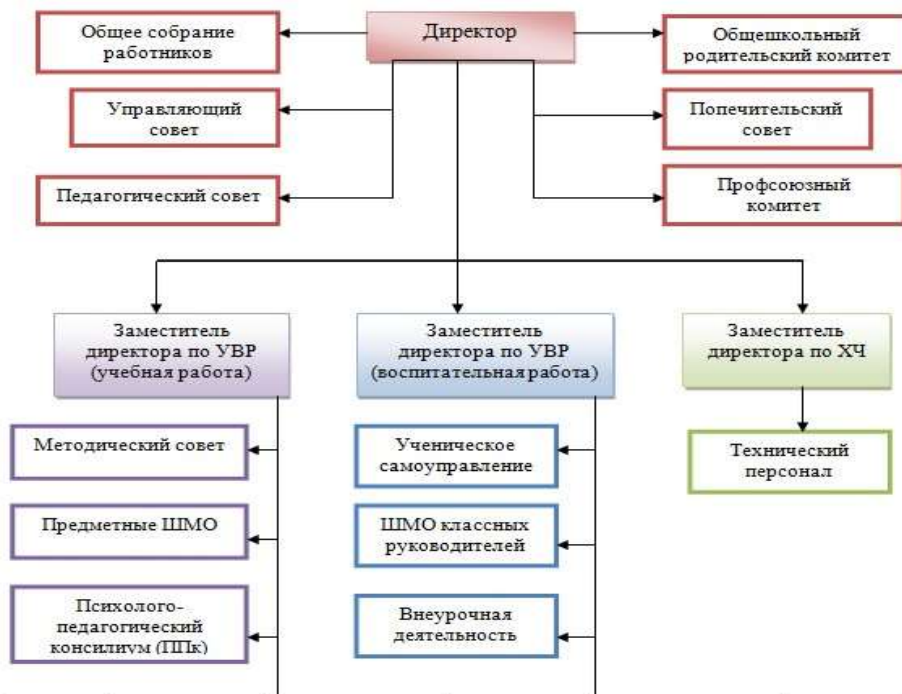 Общее собрание
работников
Директор
Общешкольный
родительский комитет
Управляющий
совет
Попечительский
совет
Педагогический совет
Профсоюзный
комитет
Заместитель
директора по УВР
(учебная работа)
Заместитель
директора по УВР
(воспитательная работа)
Заместитель
директора по ХЧ
Методический совет
Ученическое
самоуправление
Технический
персонал
Предметные ШМО
ШМО классных
руководителей
Психолого-
педагогический
консилиум (ППк)
Внеурочная
деятельность